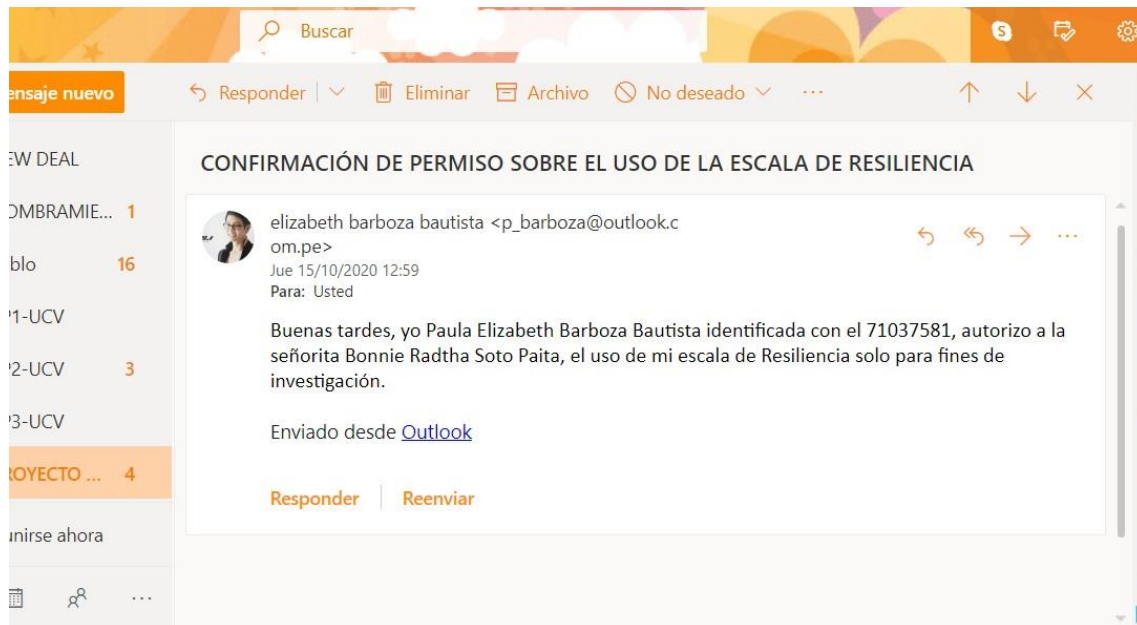 Buscar
ensaje nuevo
Responder
Eliminar
Archivo
No deseado
EW DEAL
OMBRAMIE... 1
blo 16
P1-UCV
P2-UCV 3
P3-UCV
ROYECTO ... 4
unirse ahora
CONFIRMACIÓN DE PERMISO SOBRE EL USO DE LA ESCALA DE RESILIENCIA
elizabeth barboza bautista <p_barboza@outlook.c
om.pe>
Jue 15/10/2020 12:59
Para: Usted
Buenas tardes, yo Paula Elizabeth Barboza Bautista identificada con el 71037581, autorizo a la
señorita Bonnie Radtha Soto Paita, el uso de mi escala de Resiliencia solo para fines de
investigación.
Enviado desde Outlook
Responder
Reenviar